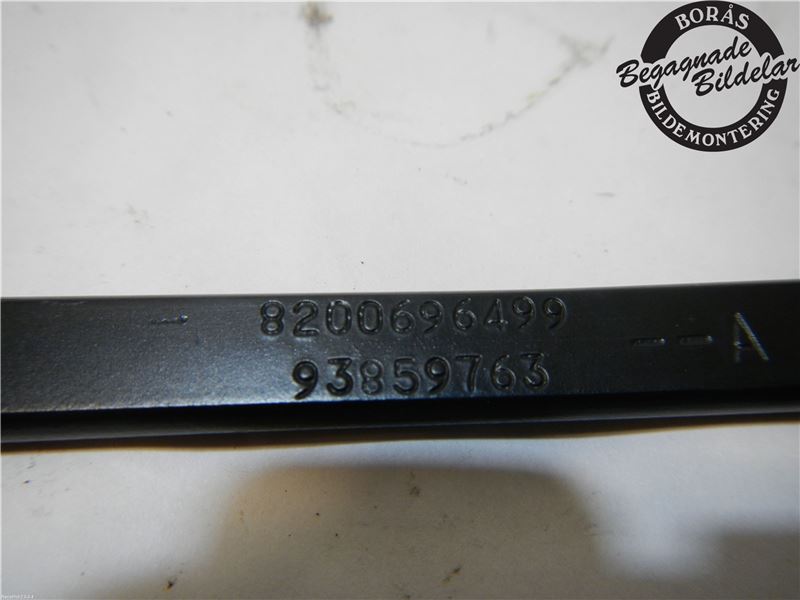 BORÅS
Begagnade
Bildelar
BILDEMONTERING
8200696499
93859763
A